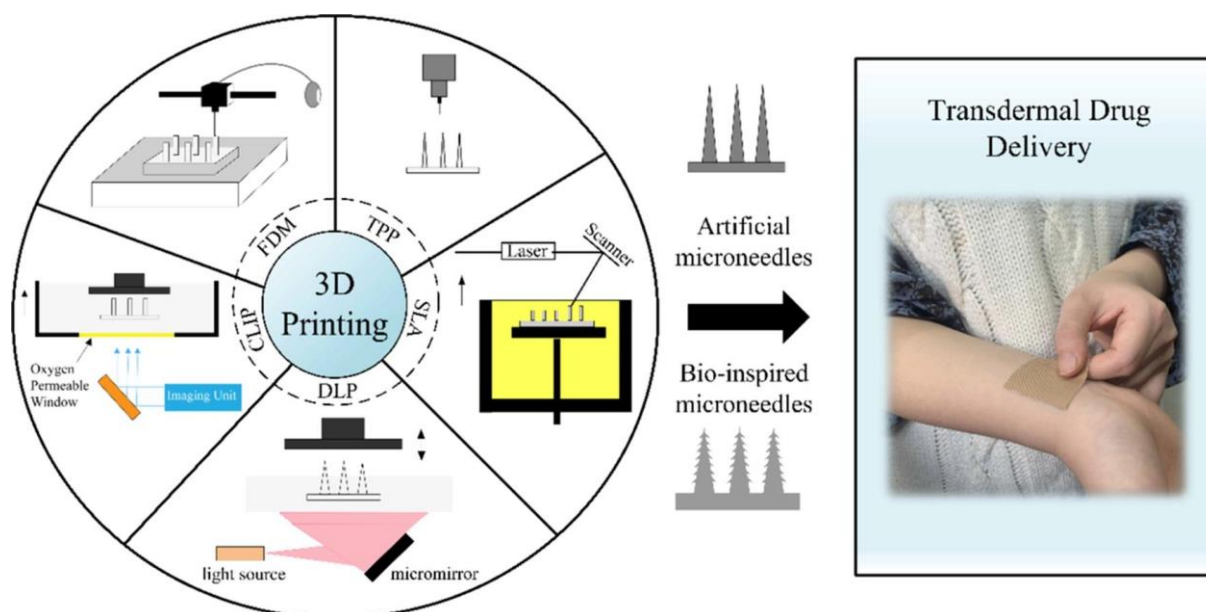 FDM
TPP
SLA
DLP
CLIP
3D
Printing
Laser
Scanner
Oxygen
Permeable
Window
Imaging Unit
light source
micromirror
Artificial
microneedles
Bio-inspired
microneedles
Transdermal Drug
Delivery